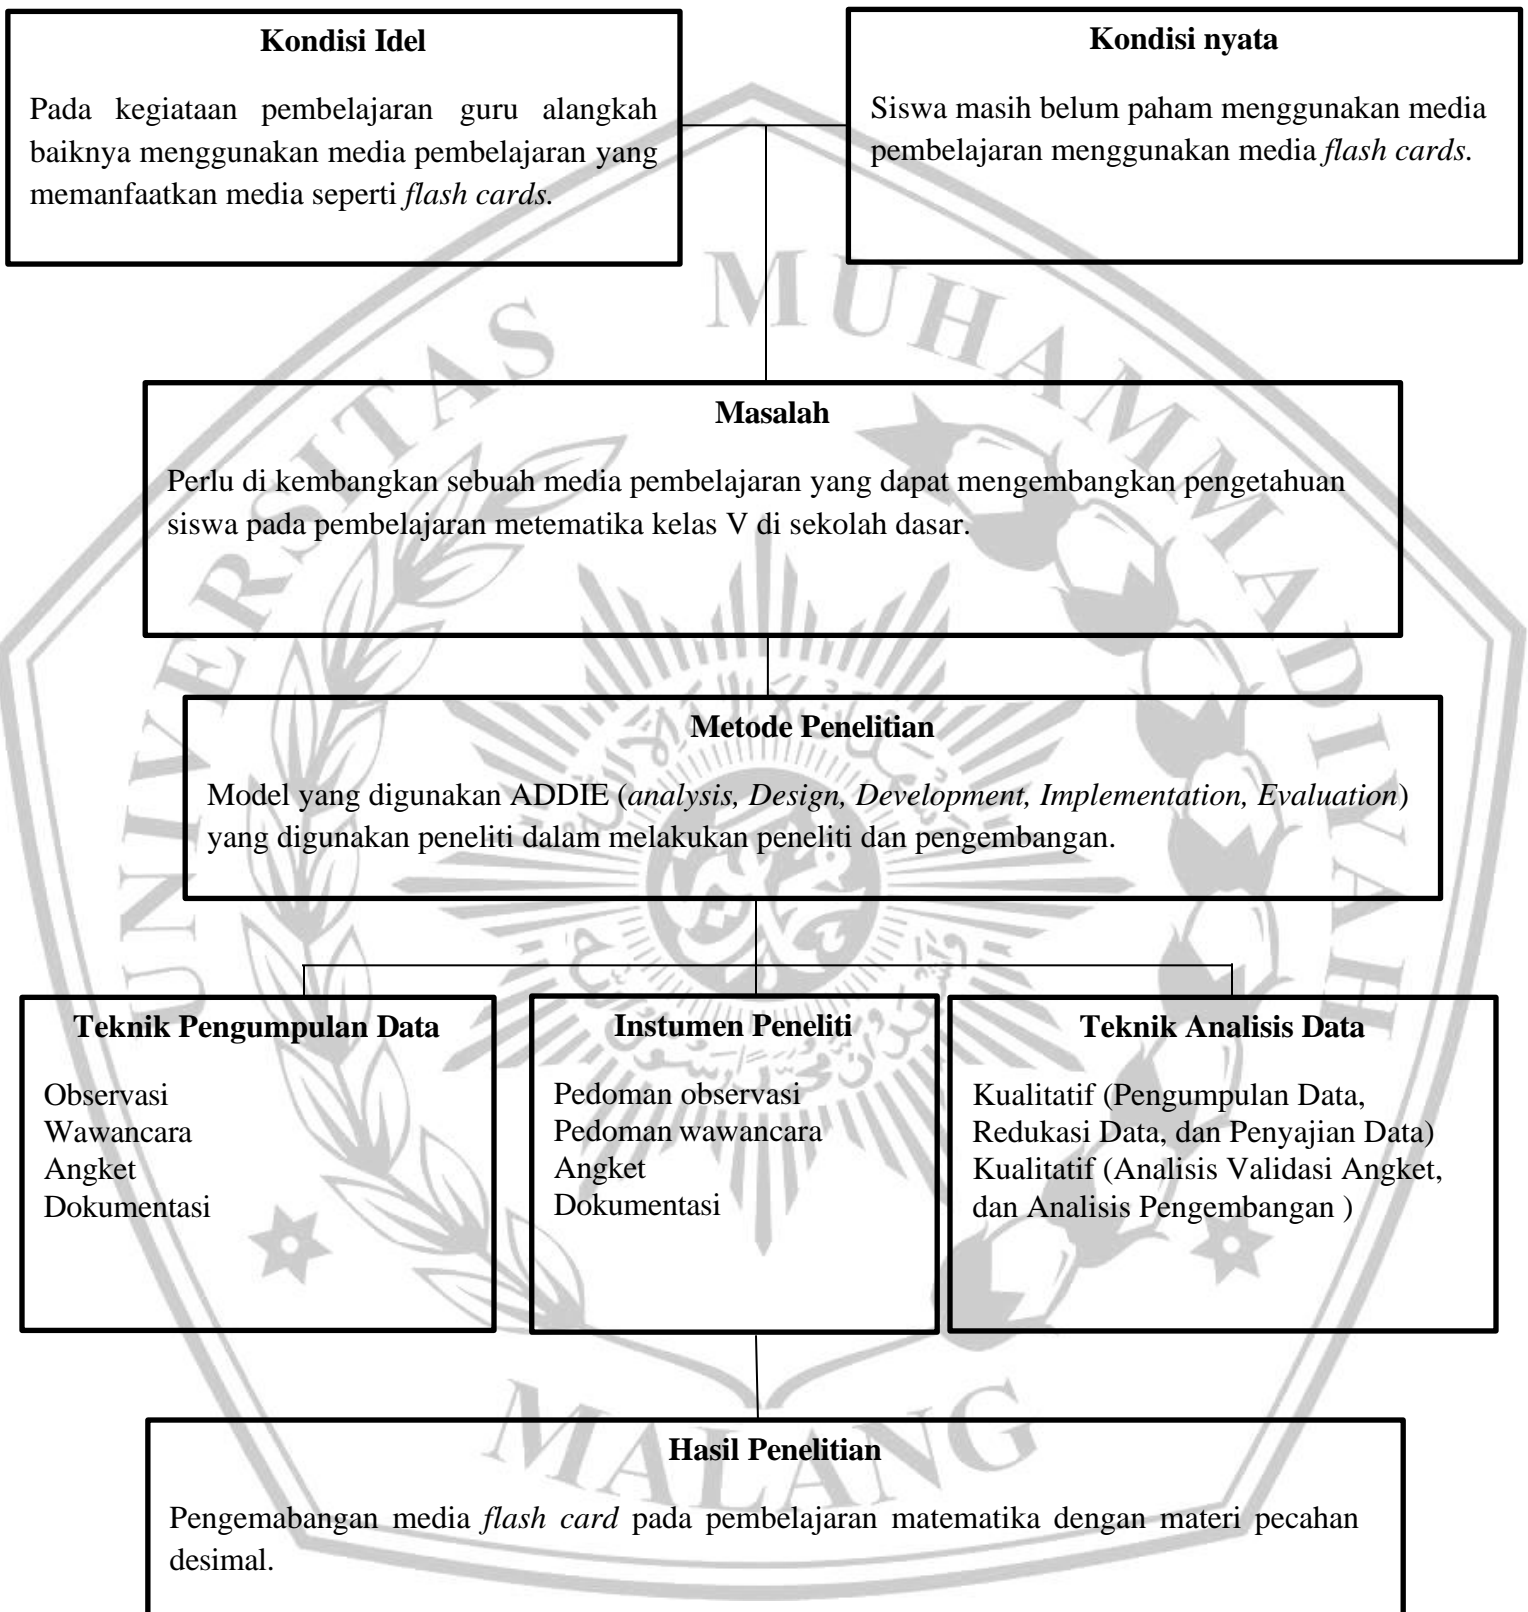 Kondisi Idel
Pada kegiataan pembelajaran guru alangkah
baiknya menggunakan media pembelajaran yang
memanfaatkan media seperti flash cards.
Kondisi nyata
Siswa masih belum paham menggunakan media
pembelajaran menggunakan media flash cards.
UNIVERSITAS MUHAMMADIYAH
Masalah
Perlu di kembangkan sebuah media pembelajaran yang dapat mengembangkan pengetahuan
siswa pada pembelajaran metematika kelas V di sekolah dasar.
Metode Penelitian
Model yang digunakan ADDIE (analysis, Design, Development, Implementation, Evaluation)
yang digunakan peneliti dalam melakukan peneliti dan pengembangan.
Teknik Pengumpulan Data
Observasi
Wawancara
Angket
Dokumentasi
Instumen Peneliti
Pedoman observasi
Pedoman wawancara
Angket
Dokumentasi
Teknik Analisis Data
Kualitatif (Pengumpulan Data,
Redukasi Data, dan Penyajian Data)
Kualitatif (Analisis Validasi Angket,
dan Analisis Pengembangan )
MALANG
Hasil Penelitian
Pengemabangan media flash card pada pembelajaran matematika dengan materi pecahan
desimal.